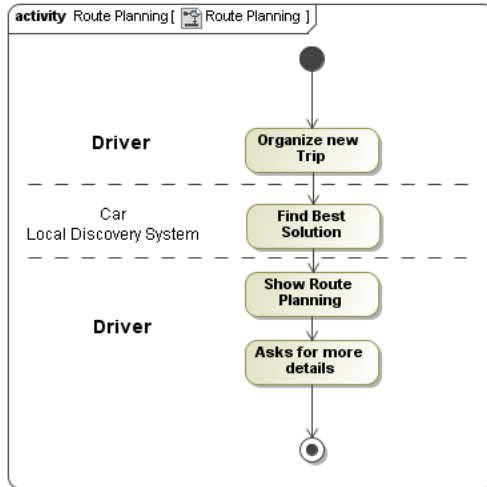 activity Route Planning [ Route Planning ]
Driver
Organize new
Trip
Car
Local Discovery System
Find Best
Solution
Show Route
Planning
Driver
Asks for more
details